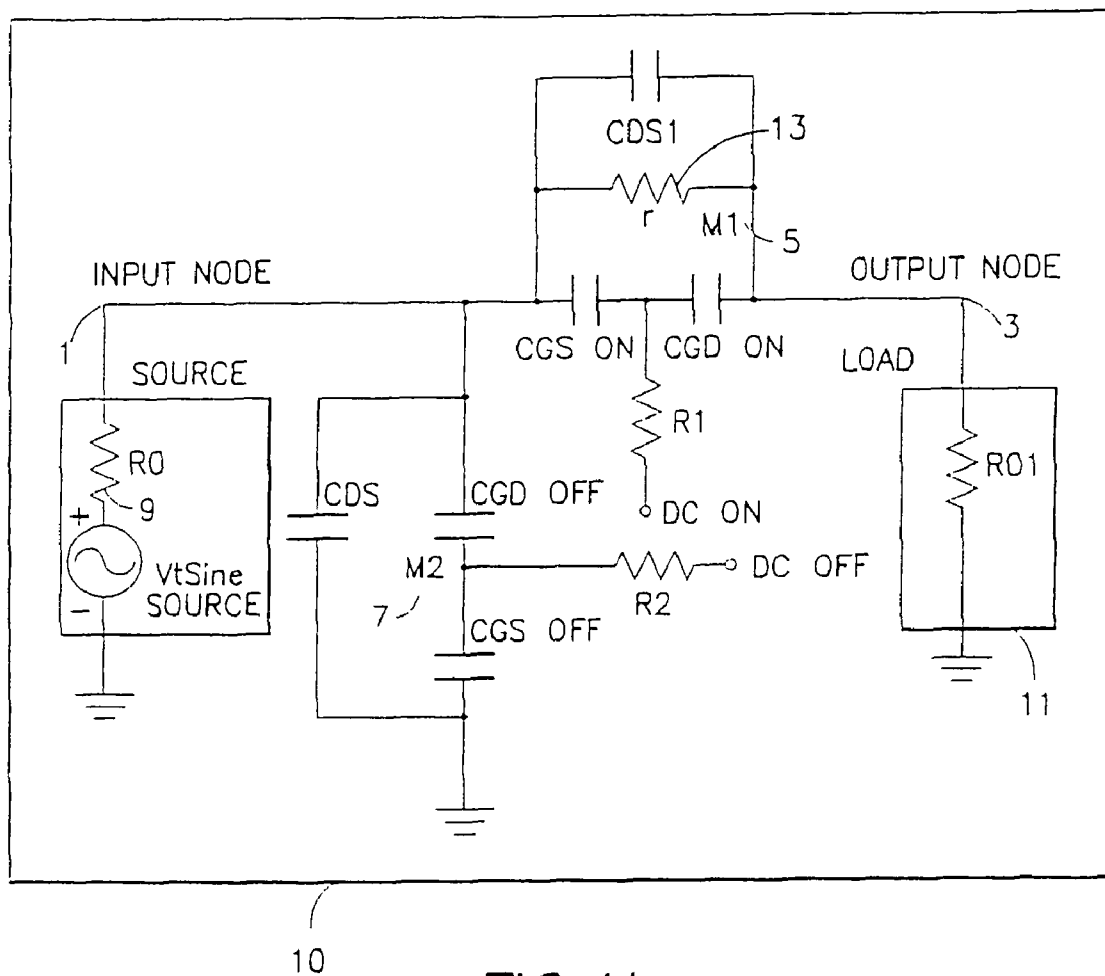 CDS1
13
r
M1
5
INPUT NODE
OUTPUT NODE
1
3
CGS ON
CGD ON
SOURCE
LOAD
R0
R1
R01
9
CDS
CGD OFF
DC ON
+
VtSine
SOURCE
-
M2
DC OFF
7
R2
CGS OFF
11
10